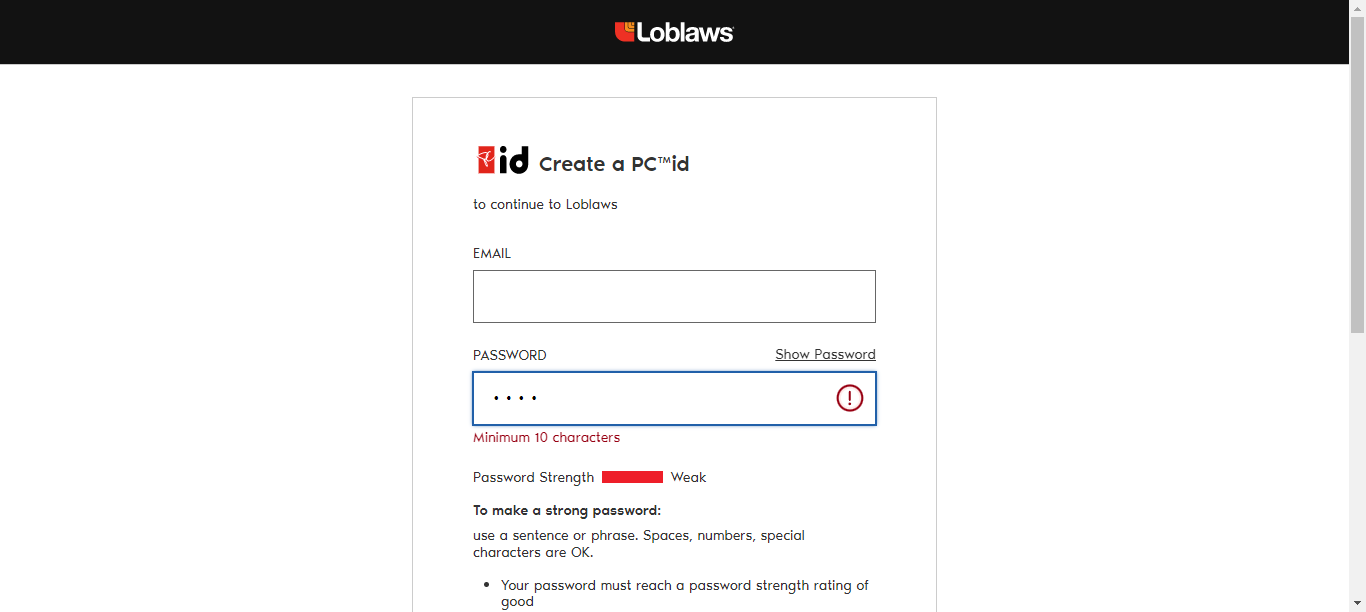 Loblaws
id Create a PC™id
to continue to Loblaws
EMAIL
PASSWORD Show Password
Minimum 10 characters
Password Strength Weak
To make a strong password:
use a sentence or phrase. Spaces, numbers, special
characters are OK.
• Your password must reach a password strength rating of
good